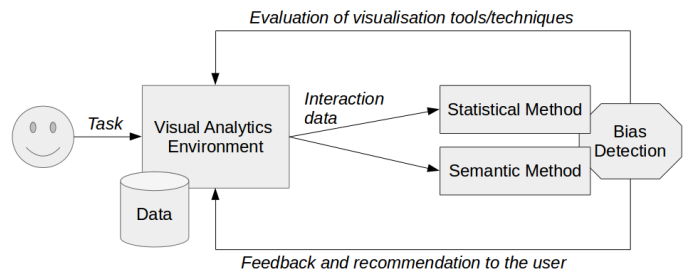 Evaluation of visualisation tools/techniques
Task
Visual Analytics
Environment
Data
Interaction
data
Statistical Method
Semantic Method
Bias
Detection
Feedback and recommendation to the user